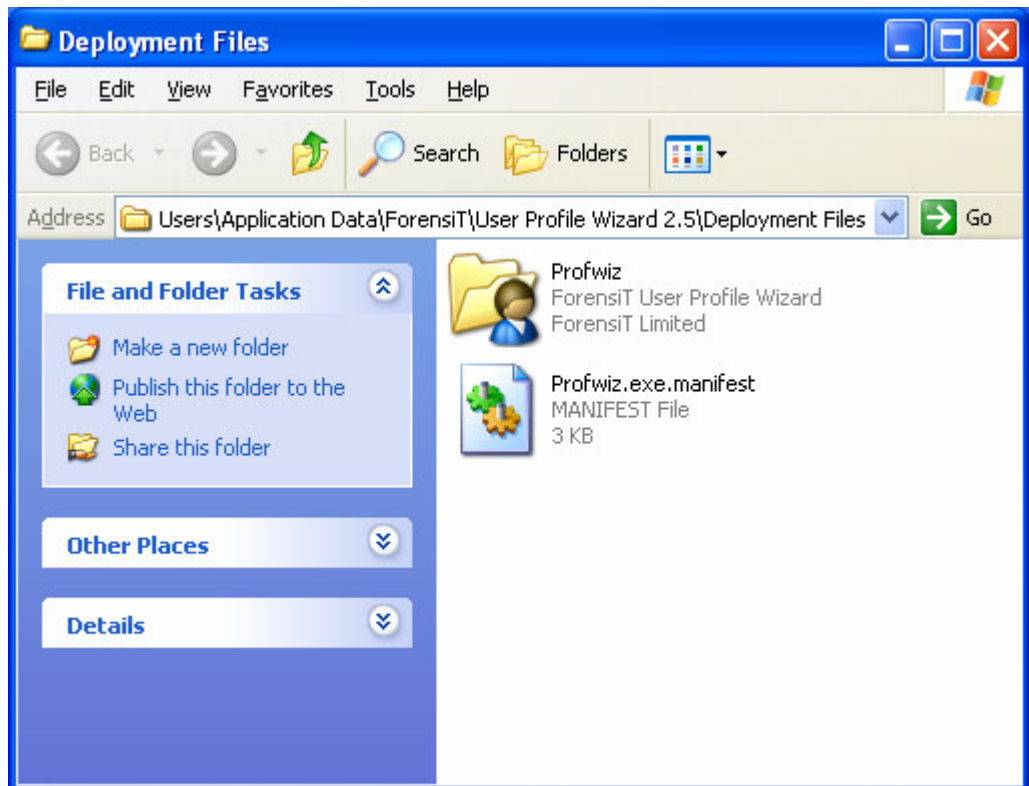 Deployment Files
File Edit View Favorites Tools Help
Back Search Folders
Address Users\Application Data\ForensiT\User Profile Wizard 2.5\Deployment Files Go
File and Folder Tasks
Make a new folder
Publish this folder to the
Web
Share this folder
Other Places
Details
Profwiz
ForensiT User Profile Wizard
ForensiT Limited
Profwiz.exe.manifest
MANIFEST File
3 KB